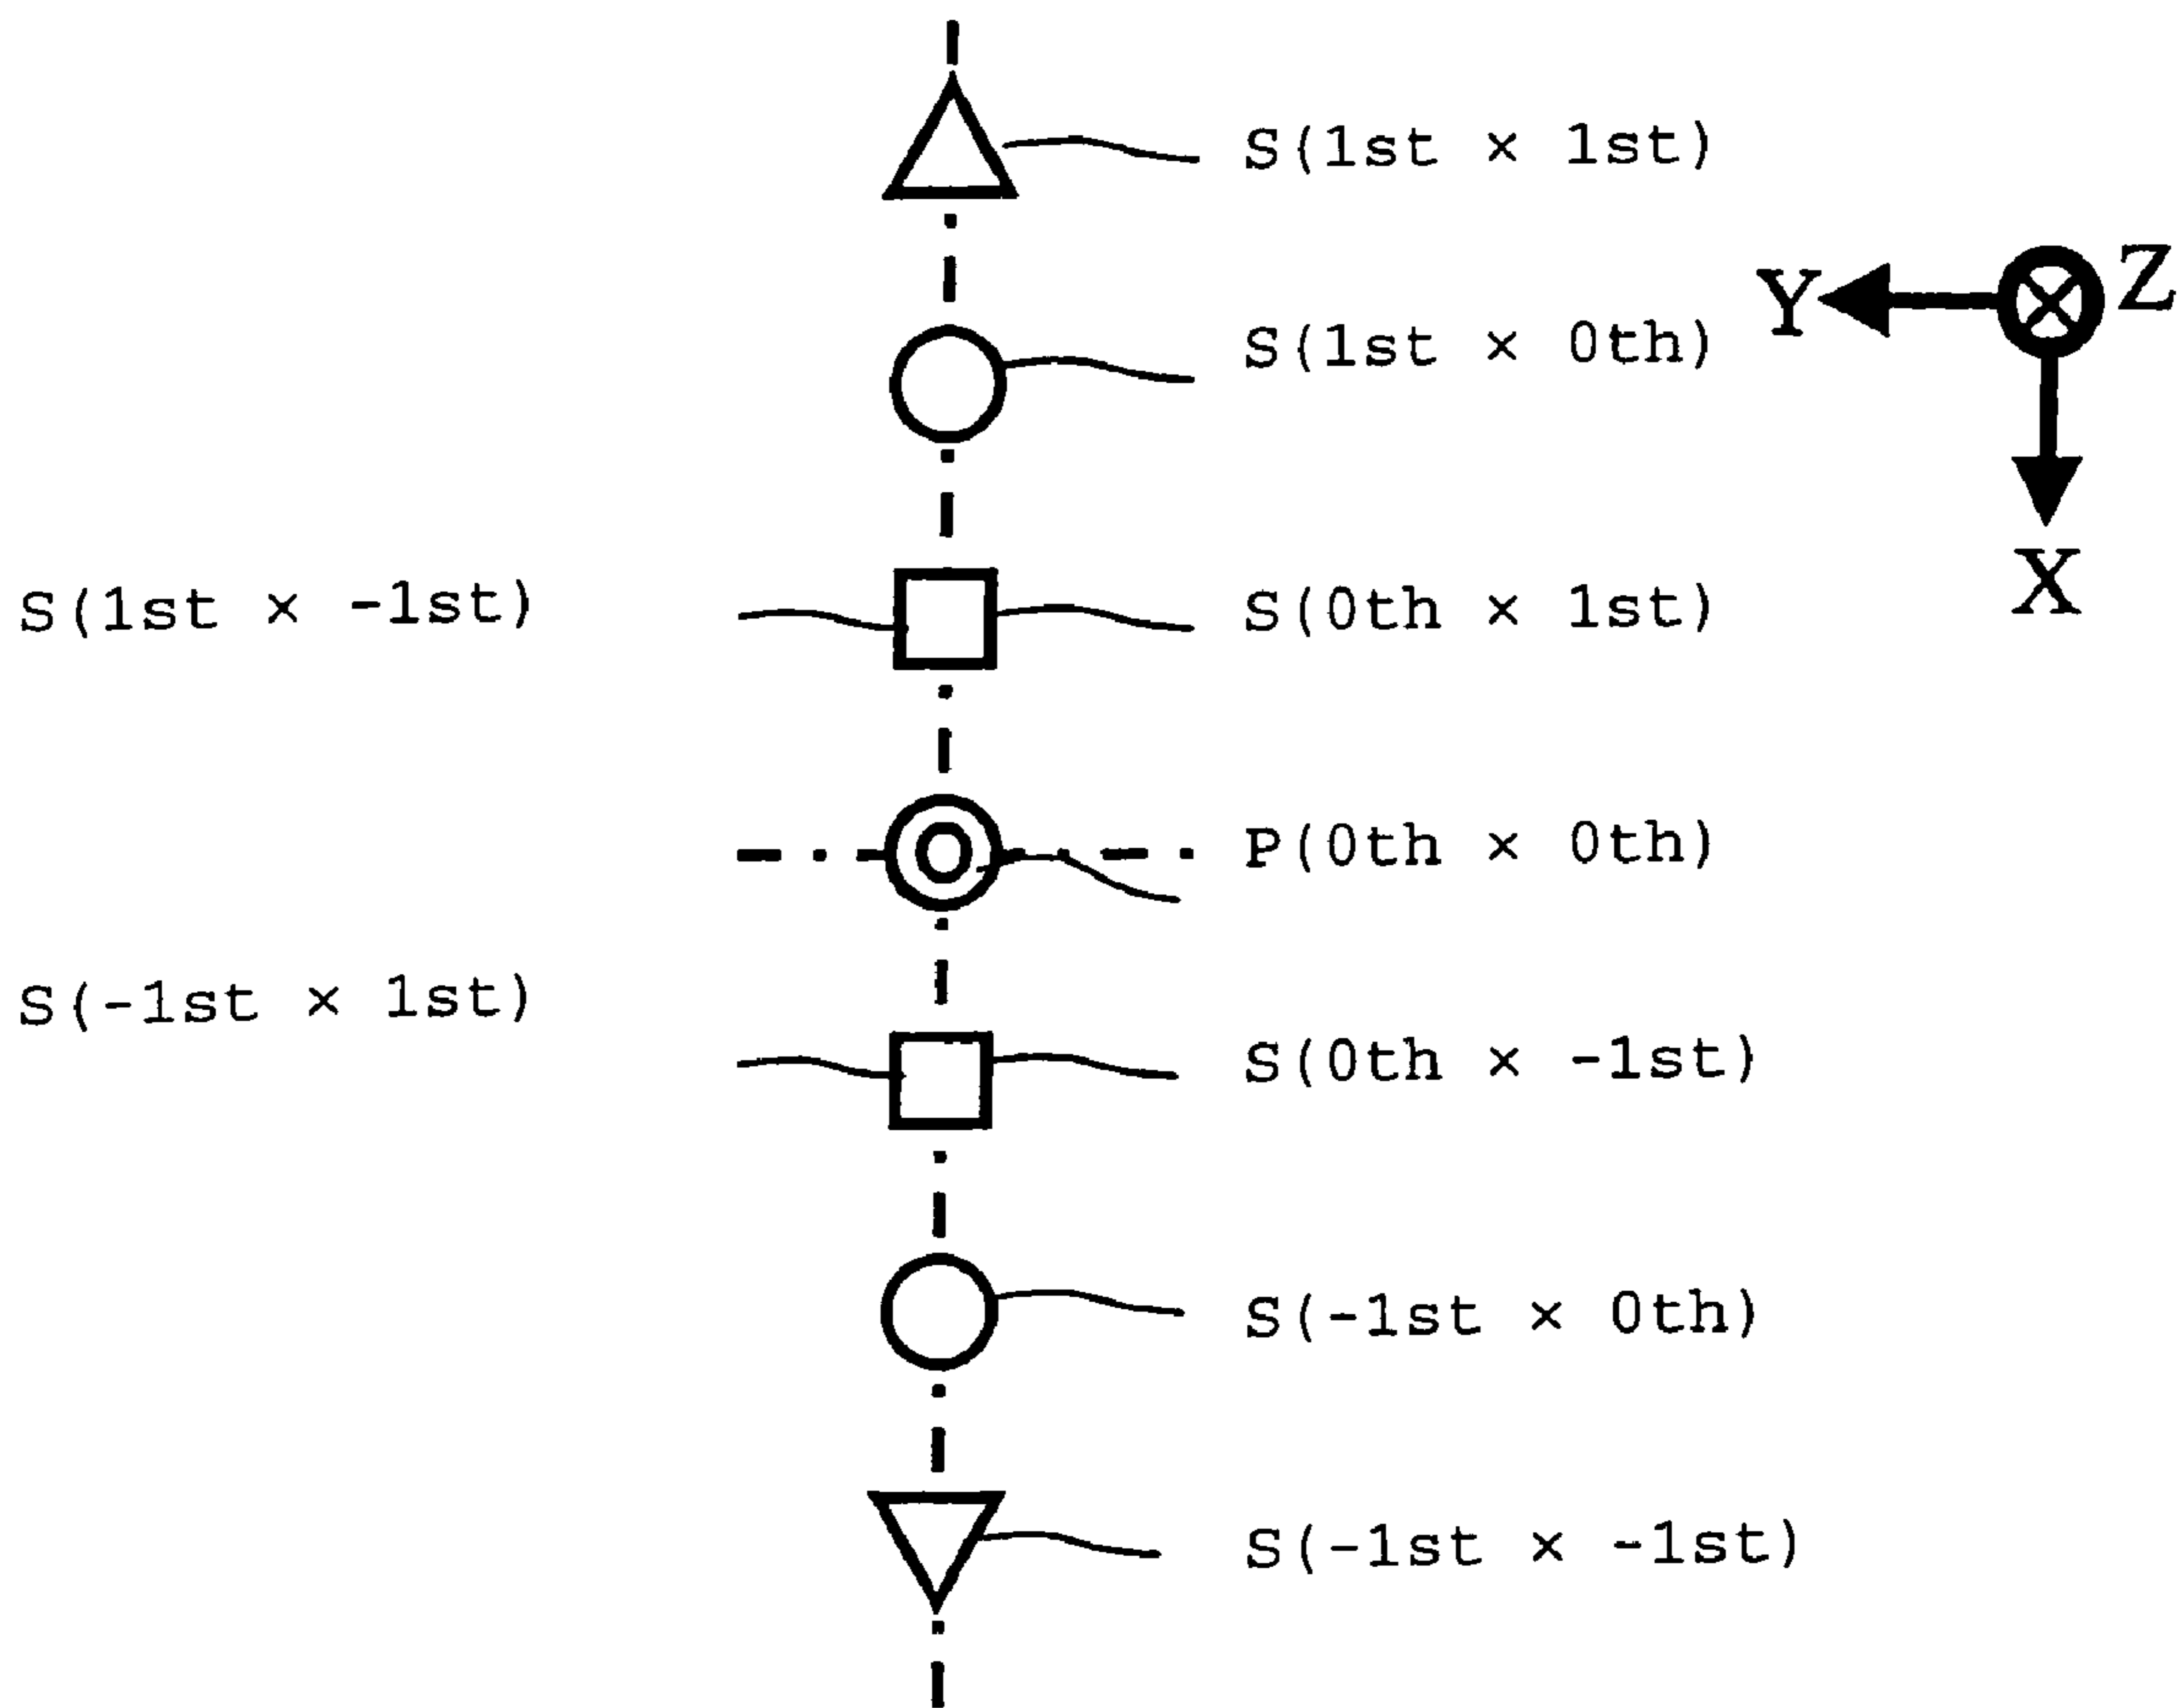 S(1st × 1st)
Z
Y
S(1st × 0th)
X
S(1st × -1st)
S(0th × 1st)
P(0th × 0th)
S(-1st × 1st)
S(0th × -1st)
S(-1st × 0th)
S(-1st × -1st)